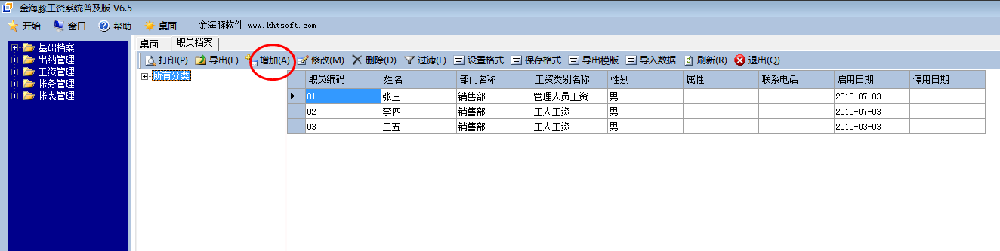 金海豚工资系统普及版 V6.5
开始 窗口 帮助 桌面 金海豚软件 www.khtsoft.com
基础档案
出纳管理
工资管理
帐务管理
帐表管理
桌面 职员档案
打印(P) 导出(E) 增加(A) 修改(M) 删除(D) 过滤(F) 设置格式 保存格式 导出模版 导入数据 刷新(R) 退出(Q)
所有分类
职员编码 姓名 部门名称 工资类别名称 性别 属性 联系电话 启用日期 停用日期
01 张三 销售部 管理人员工资 男 2010-07-03
02 李四 销售部 工人工资 男 2010-07-03
03 王五 销售部 工人工资 男 2010-03-03